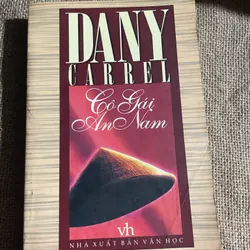 DANY
CARREL
Cô Gái
An Nam
vh
NHÀ XUẤT BẢN VĂN HỌC